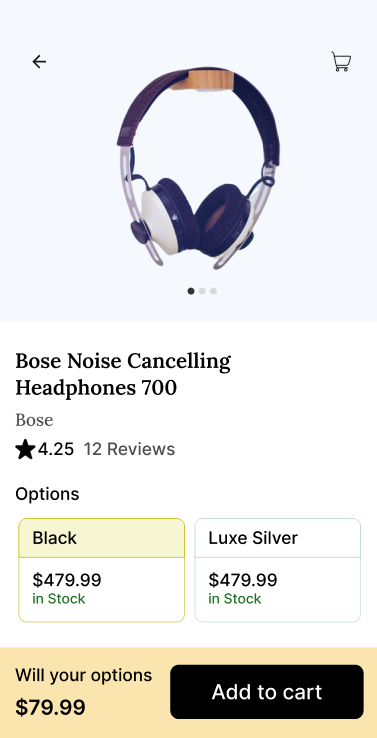 Bose Noise Cancelling
Headphones 700
Bose
4.25 12 Reviews
Options
Black
$479.99
in Stock
Luxe Silver
$479.99
in Stock
Will your options
$79.99
Add to cart